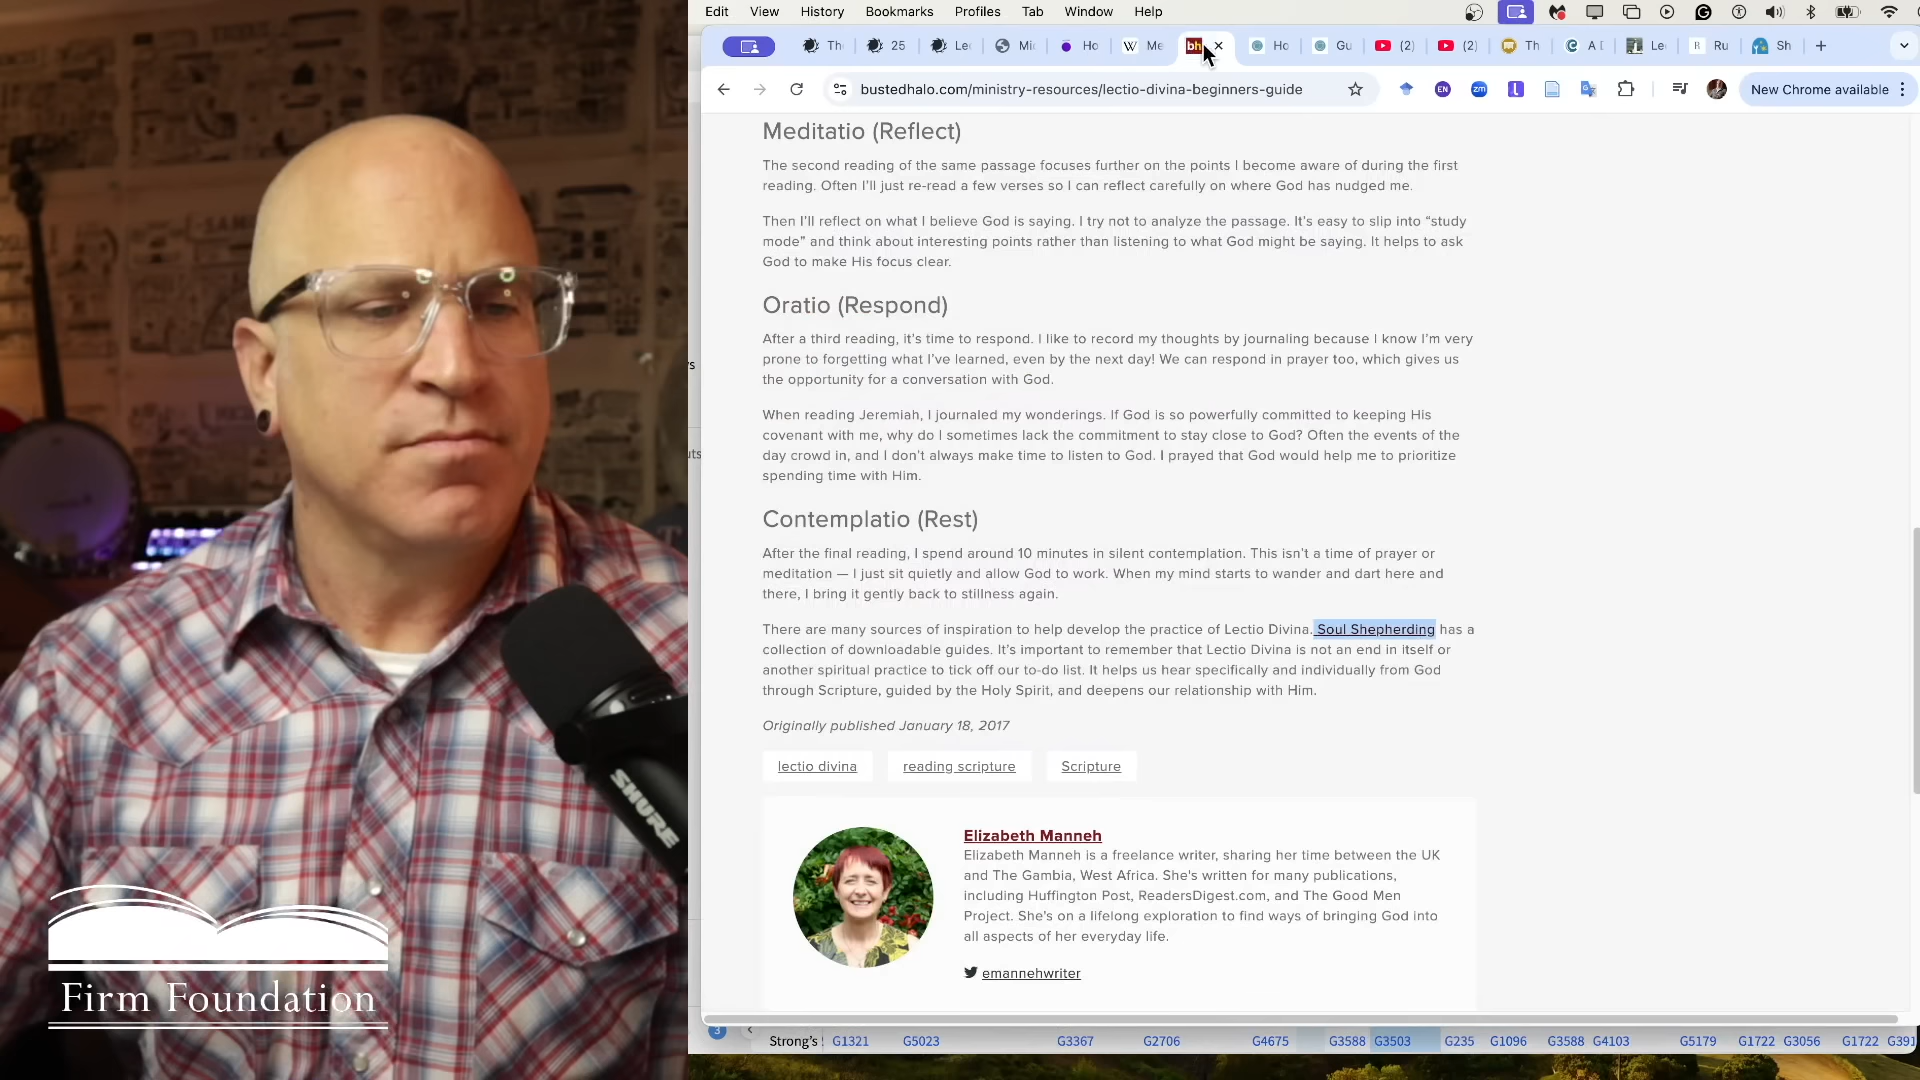 Edit View History Bookmarks Profiles Tab Window Help
Th 25 Le Mi Ho W Me bh Ho Gu (2) (2) Th A D Le R Ru Sh
bustedhalo.com/ministry-resources/lectio-divina-beginners-guide
New Chrome available
Meditatio (Reflect)
The second reading of the same passage focuses further on the points I become aware of during the first
reading. Often I'll just re-read a few verses so I can reflect carefully on where God has nudged me.
Then I'll reflect on what I believe God is saying. I try not to analyze the passage. It's easy to slip into “study
mode” and think about interesting points rather than listening to what God might be saying. It helps to ask
God to make His focus clear.
Oratio (Respond)
After a third reading, it's time to respond. I like to record my thoughts by journaling because I know I'm very
prone to forgetting what I've learned, even by the next day! We can respond in prayer too, which gives us
the opportunity for a conversation with God.
When reading Jeremiah, I journaled my wonderings. If God is so powerfully committed to keeping His
covenant with me, why do I sometimes lack the commitment to stay close to God? Often the events of the
day crowd in, and I don't always make time to listen to God. I prayed that God would help me to prioritize
spending time with Him.
Contemplatio (Rest)
After the final reading, I spend around 10 minutes in silent contemplation. This isn't a time of prayer or
meditation — I just sit quietly and allow God to work. When my mind starts to wander and dart here and
there, I bring it gently back to stillness again.
There are many sources of inspiration to help develop the practice of Lectio Divina. Soul Shepherding has a
collection of downloadable guides. It's important to remember that Lectio Divina is not an end in itself or
another spiritual practice to tick off our to-do list. It helps us hear specifically and individually from God
through Scripture, guided by the Holy Spirit, and deepens our relationship with Him.
Originally published January 18, 2017
lectio divina reading scripture Scripture
Elizabeth Manneh
Elizabeth Manneh is a freelance writer, sharing her time between the UK
and The Gambia, West Africa. She's written for many publications,
including Huffington Post, ReadersDigest.com, and The Good Men
Project. She's on a lifelong exploration to find ways of bringing God into
all aspects of her everyday life.
emannehwriter
3
Strong's G1321 G5023 G3367 G2706 G4675 G3588 G3503 G235 G1096 G3588 G4103 G5179 G1722 G3056 G1722 G391
SHURE
Firm Foundation